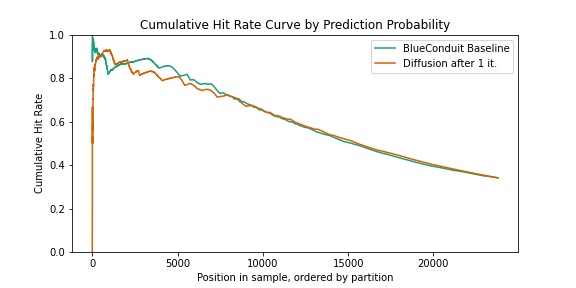 Cumulative Hit Rate Curve by Prediction Probability
BlueConduit Baseline
Diffusion after 1 it.
Cumulative Hit Rate
1.0
0.8
0.6
0.4
0.2
0.0
0
5000
10000
15000
20000
Position in sample, ordered by partition